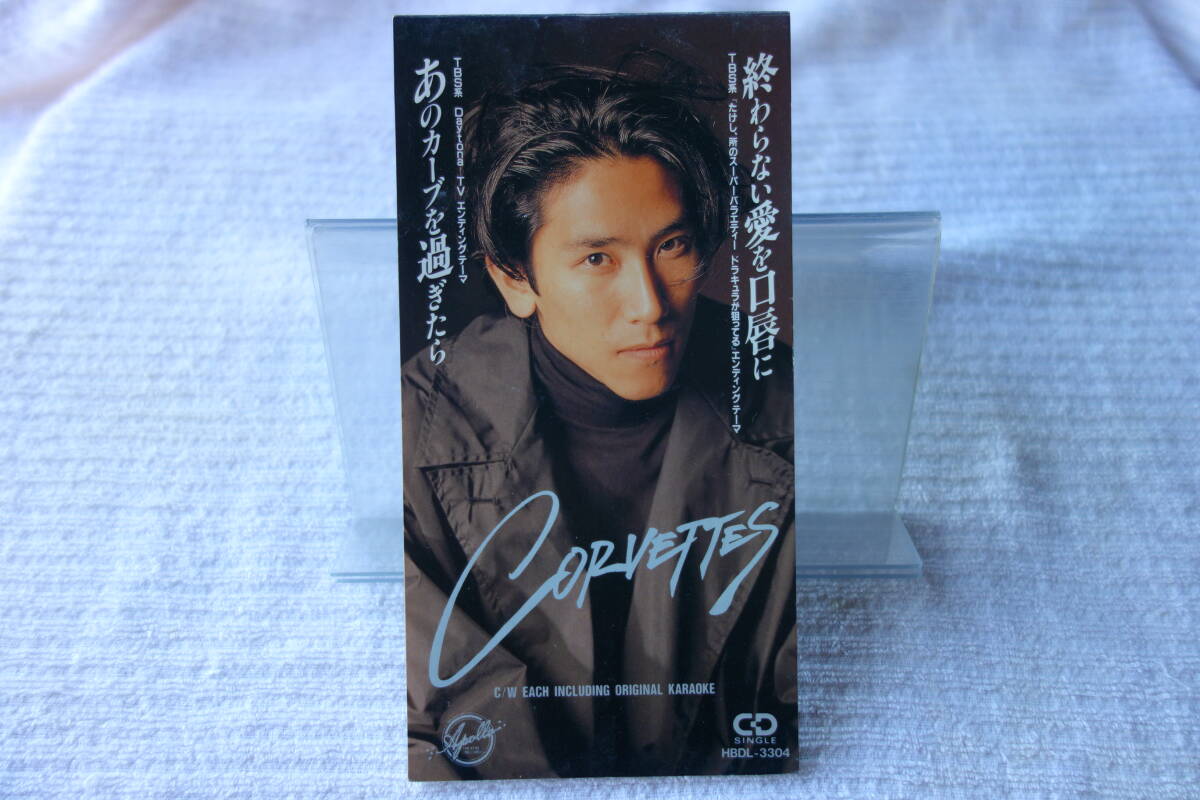 終わらない愛を口唇に
TBS系「たけし、所のスーパーバラエティー ドラキュラが狙ってる」エンディングテーマ
TBS系 Daytona TV エンディングテーマ
あのカーブを過ぎたら
CORVETTES
C/W EACH INCLUDING ORIGINAL KARAOKE
Apollo
CD
SINGLE
HBDL-3304